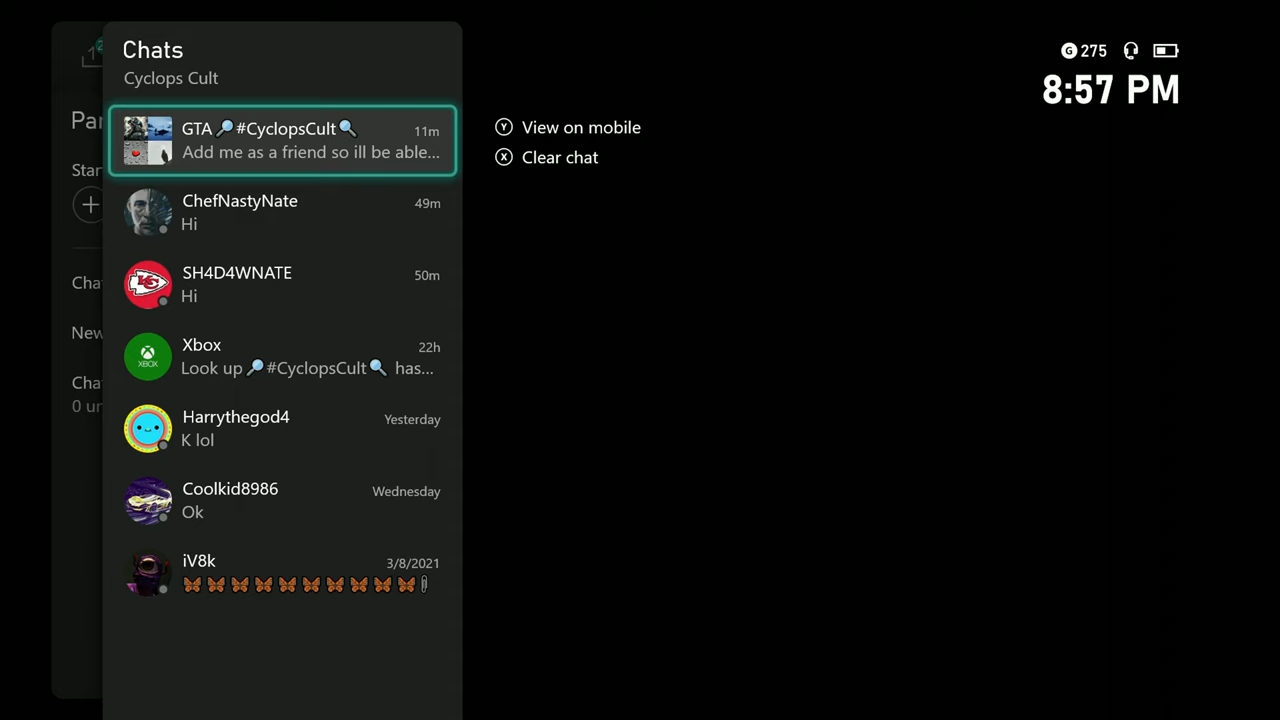 Chats
Cyclops Cult
GTA 🔎#CyclopsCult🔍 11m
Add me as a friend so ill be able...
ChefNastyNate 49m
Hi
SH4D4WNATE 50m
Hi
Xbox 22h
XBOX
Look up 🔎#CyclopsCult🔍 has...
Harrythegod4 Yesterday
K lol
Coolkid8986 Wednesday
Ok
iV8k 3/8/2021
🦋🦋🦋🦋🦋🦋🦋🦋🦋🦋
Y View on mobile
X Clear chat
G 275
8:57 PM